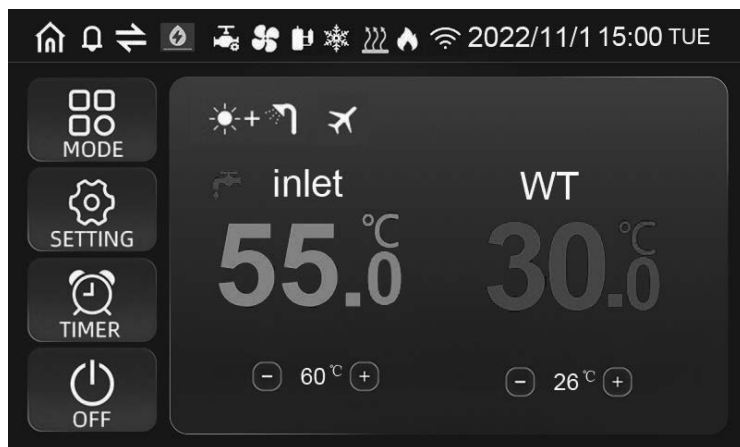 2022/11/1 15:00 TUE
MODE
SETTING
TIMER
OFF
inlet
WT
55.0℃
30.0℃
- 60℃ +
- 26℃ +